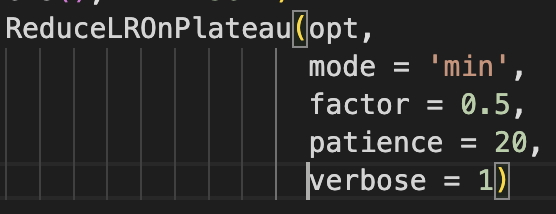 ReduceLROnPlateau(opt,
mode = 'min',
factor = 0.5,
patience = 20,
verbose = 1)